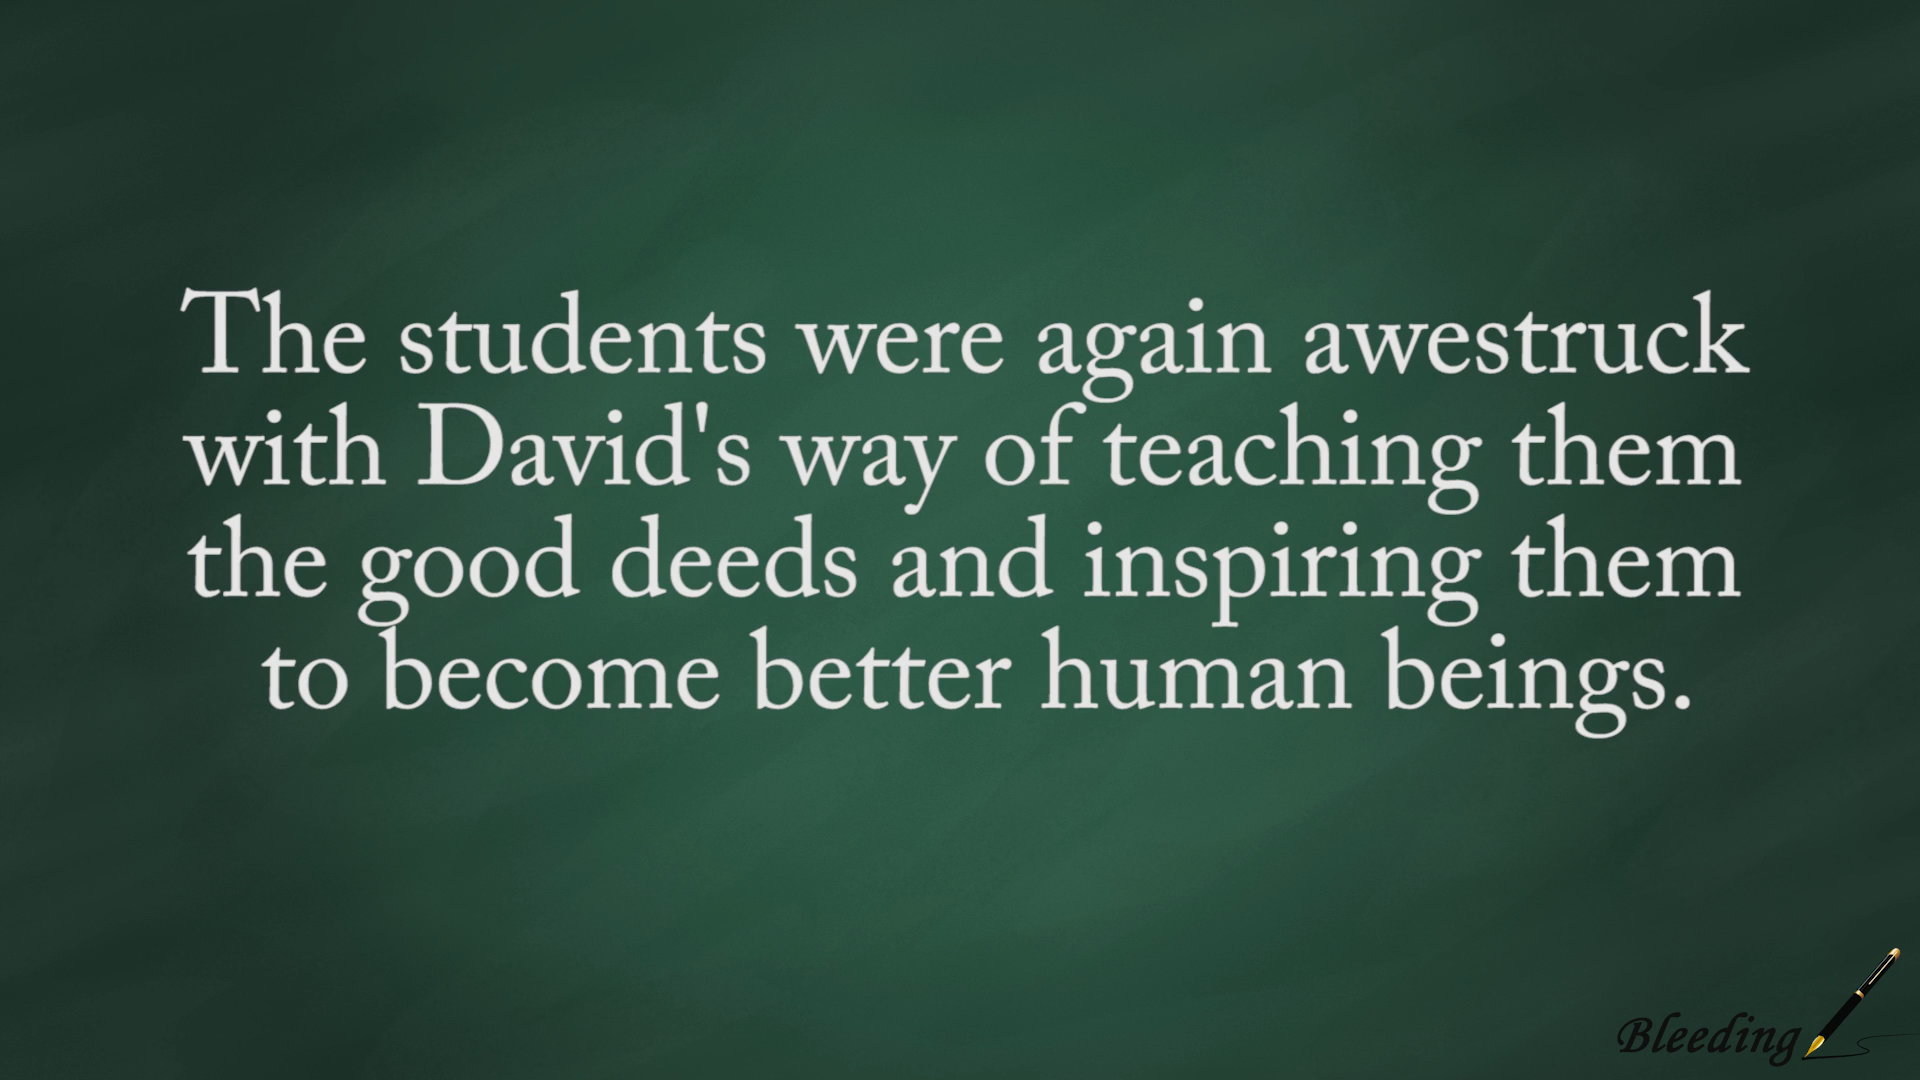 The students were again awestruck
with David's way of teaching them
the good deeds and inspiring them
to become better human beings.
Bleeding